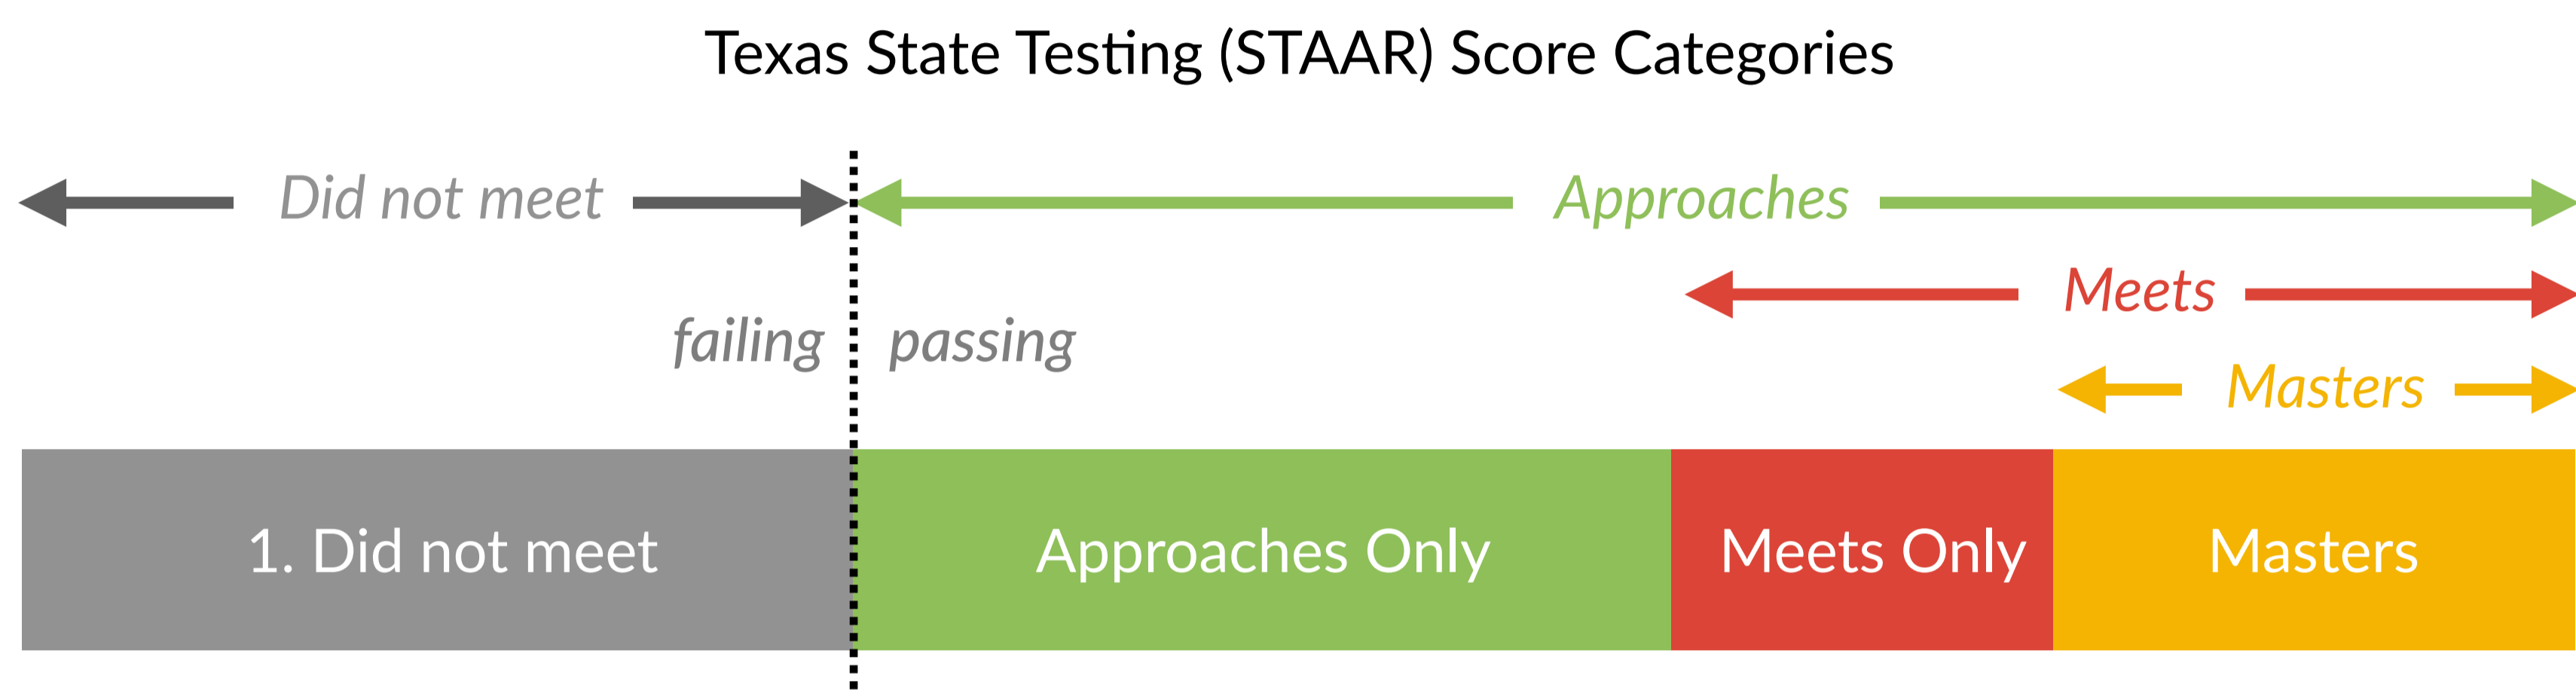 Texas State Testing (STAAR) Score Categories
Did not meet
Approaches
Meets
failing
passing
Masters
1. Did not meet
Approaches Only
Meets Only
Masters